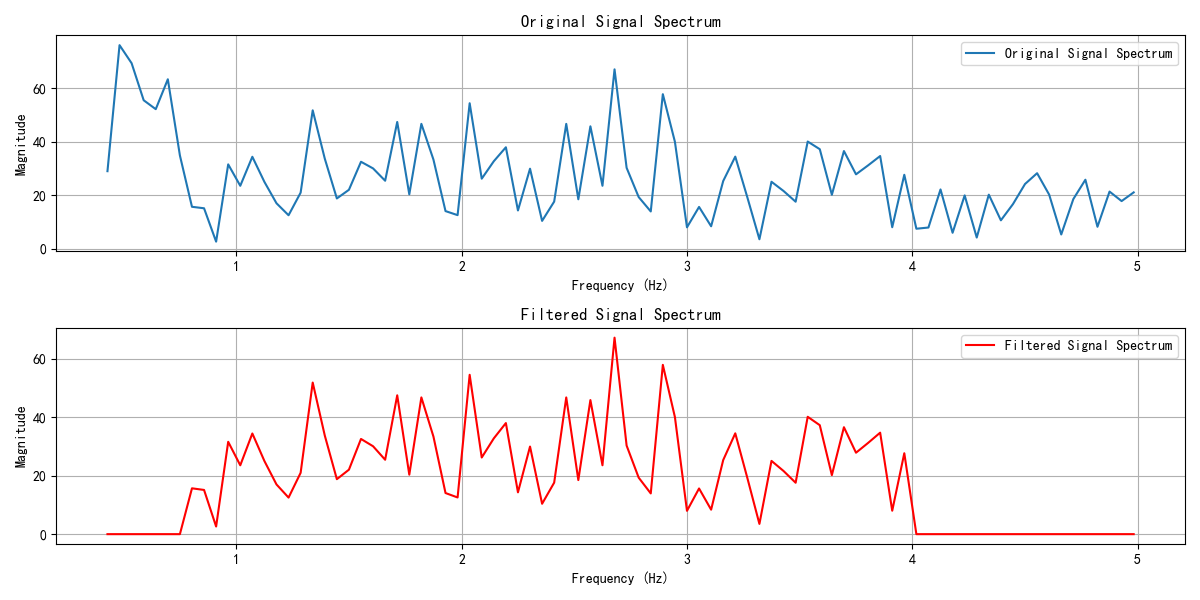 Original Signal Spectrum
Original Signal Spectrum
Magnitude
60
40
20
0
1 2 3 4 5
Frequency (Hz)
Filtered Signal Spectrum
Filtered Signal Spectrum
Magnitude
60
40
20
0
1 2 3 4 5
Frequency (Hz)